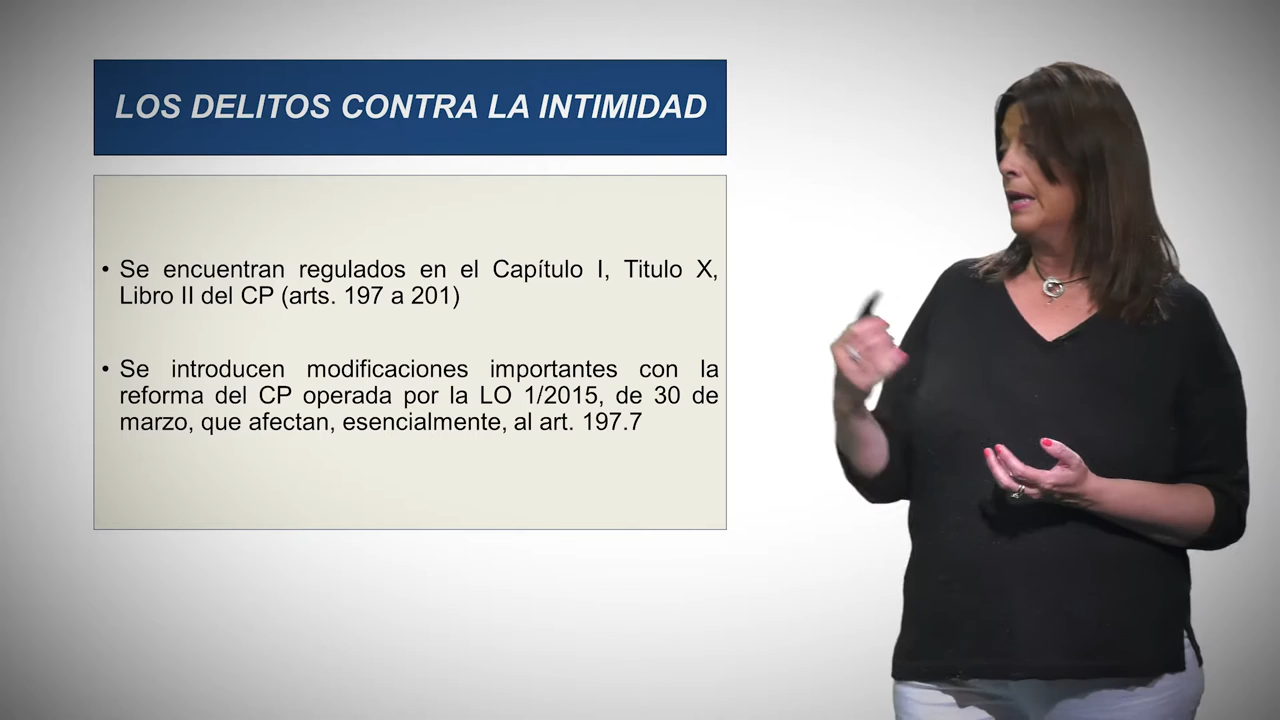 LOS DELITOS CONTRA LA INTIMIDAD
• Se encuentran regulados en el Capítulo I, Titulo X,
Libro II del CP (arts. 197 a 201)
• Se introducen modificaciones importantes con la
reforma del CP operada por la LO 1/2015, de 30 de
marzo, que afectan, esencialmente, al art. 197.7